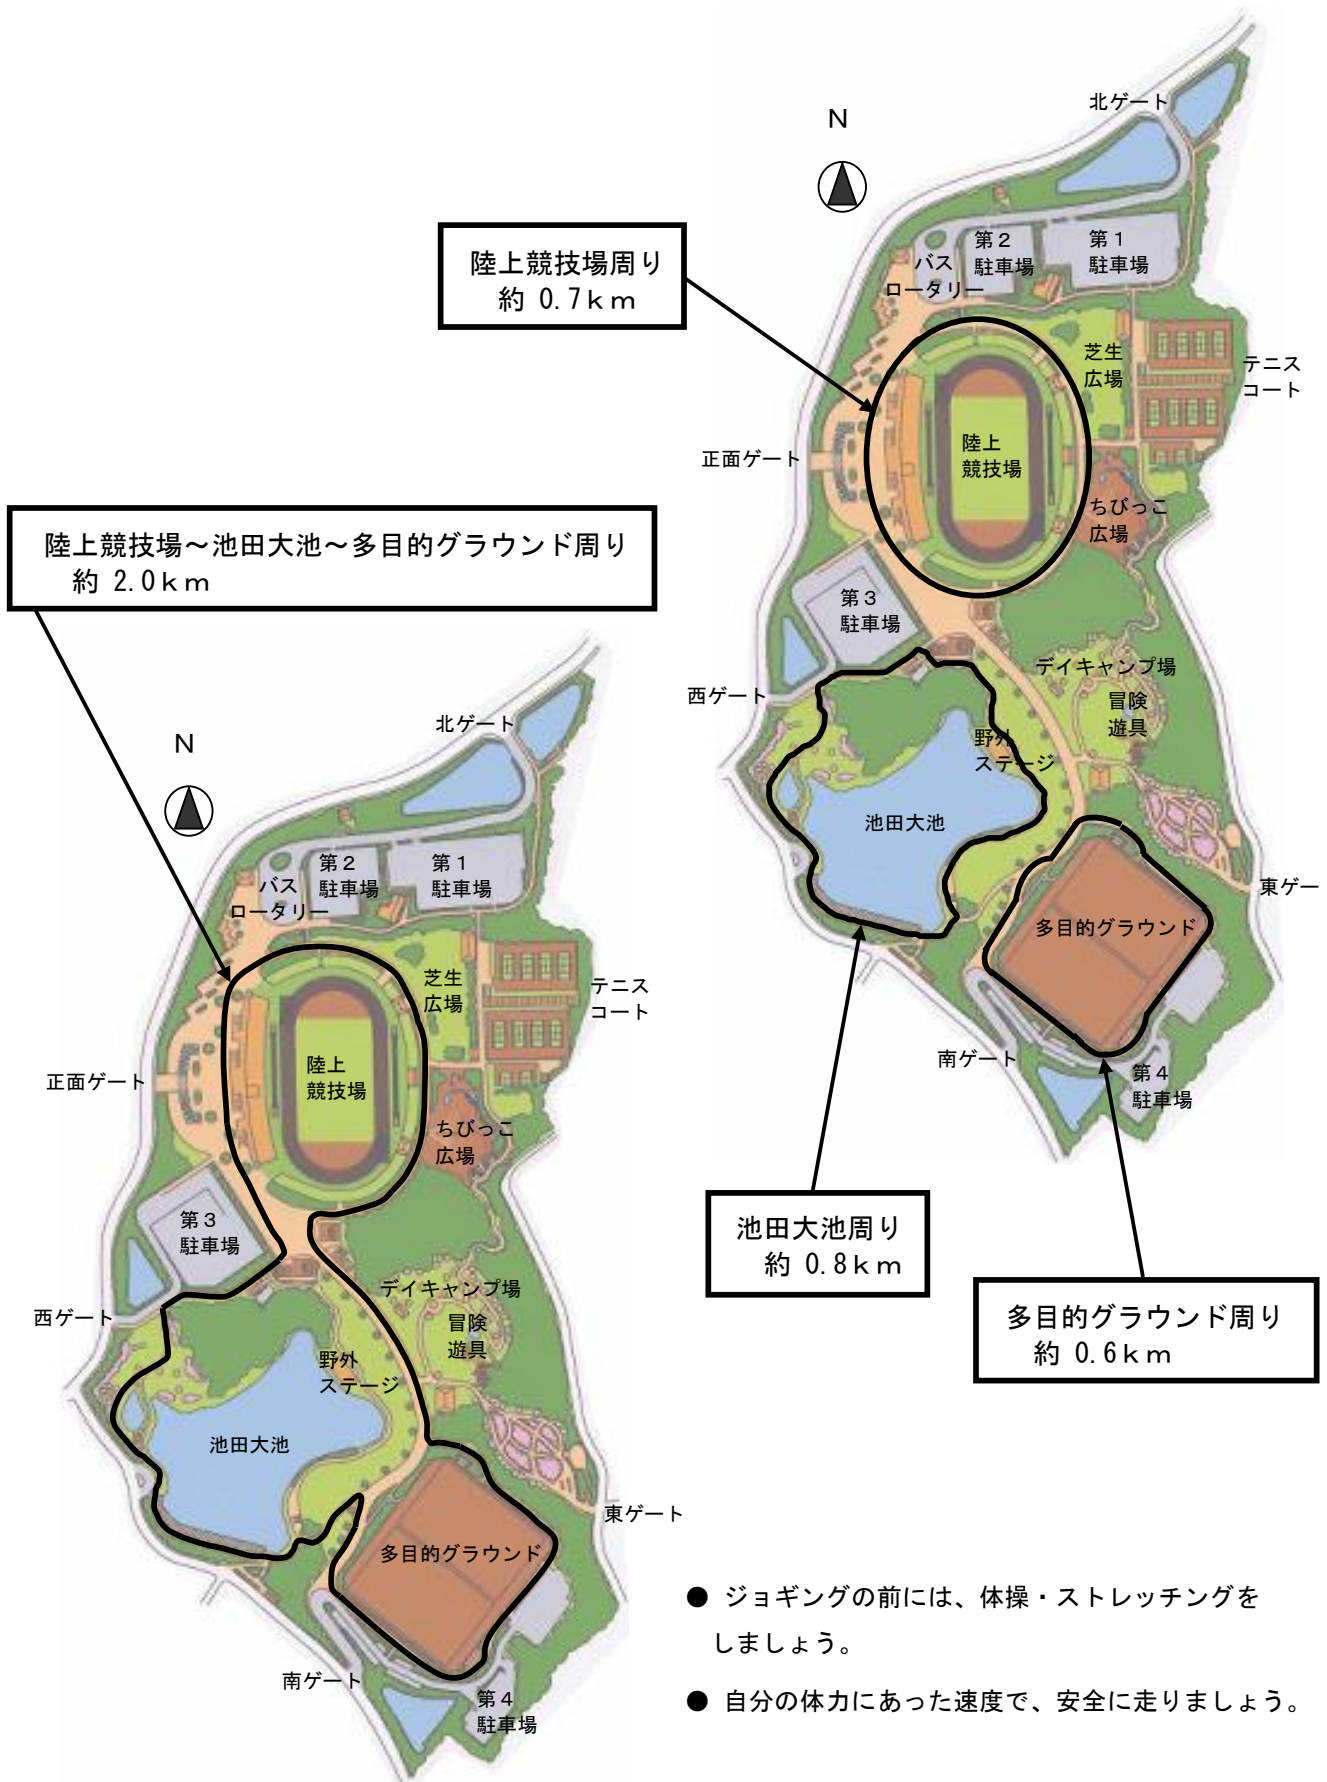 北ゲート
N
陸上競技場周り
約 0.7km
第2
駐車場
第1
駐車場
バス
ロータリー
芝生
広場
テニス
コート
陸上
競技場
正面ゲート
ちびっこ
広場
第3
駐車場
デイキャンプ場
西ゲート
冒険
遊具
野外
ステージ
池田大池
東ゲー
多目的グラウンド
南ゲート
第4
駐車場
池田大池周り
約 0.8km
多目的グラウンド周り
約 0.6km
陸上競技場～池田大池～多目的グラウンド周り
約 2.0km
北ゲート
N
第2
駐車場
第1
駐車場
バス
ロータリー
芝生
広場
テニス
コート
陸上
競技場
正面ゲート
ちびっこ
広場
第3
駐車場
デイキャンプ場
西ゲート
冒険
遊具
野外
ステージ
池田大池
東ゲート
多目的グラウンド
南ゲート
第4
駐車場
● ジョギングの前には、体操・ストレッチングを
しましょう。
● 自分の体力にあった速度で、安全に走りましょう。